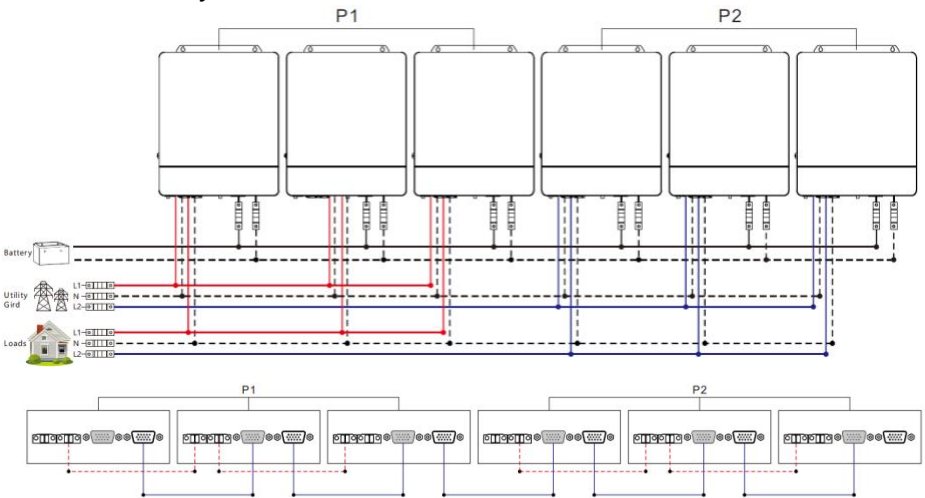 P1 P2
Battery
L1
Utility N
Gird L2
L1
Loads N
L2
P1 P2